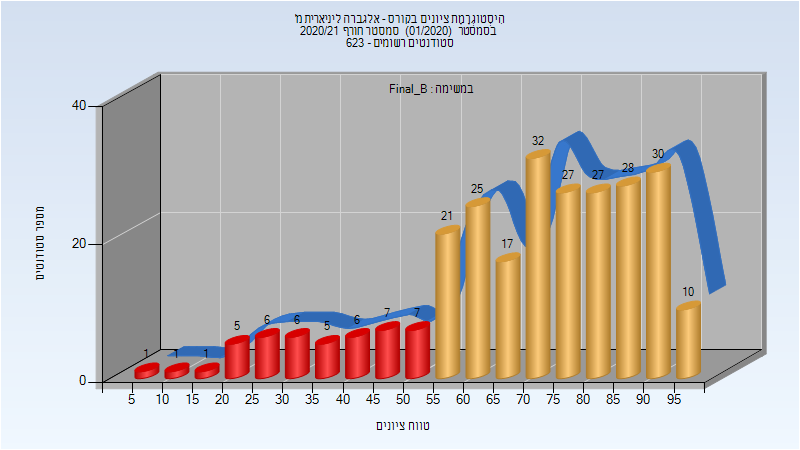 היסטוגרמת ציונים בקורס - אלגברה ליניארית מ'
בסמסטר (01/2020) סמסטר חורף 2020/21
סטודנטים רשומים - 623
במשימה : Final_B
מספר סטודנטים
40
20
0
1 1 1 5 6 6 5 6 7 7 21 25 17 32 27 27 28 30 10
5 10 15 20 25 30 35 40 45 50 55 60 65 70 75 80 85 90 95
טווח ציונים